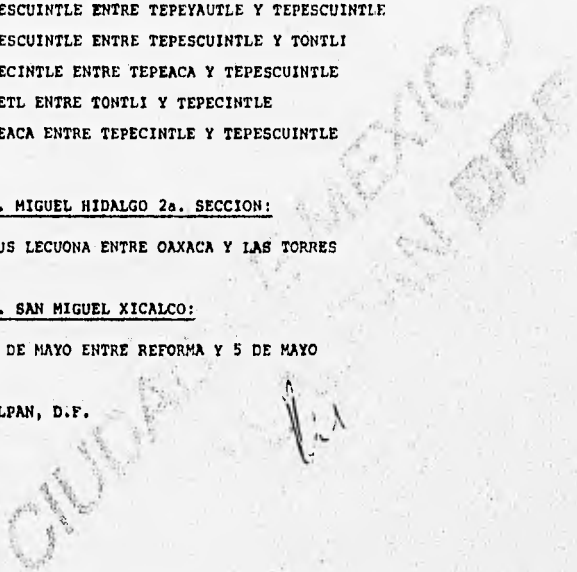 ESCUINTLE ENTRE TEPEYAUTLE Y TEPESCUINTLE
ESCUINTLE ENTRE TEPESCUINTLE Y TONTLI
ECINTLE ENTRE TEPEACA Y TEPESCUINTLE
ETL ENTRE TONTLI Y TEPECINTLE
EACA ENTRE TEPECINTLE Y TEPESCUINTLE
. MIGUEL HIDALGO 2a. SECCION:
US LECUONA ENTRE OAXACA Y LAS TORRES
. SAN MIGUEL XICALCO:
DE MAYO ENTRE REFORMA Y 5 DE MAYO
LPAN, D.F.
CIUDAD MEXICO